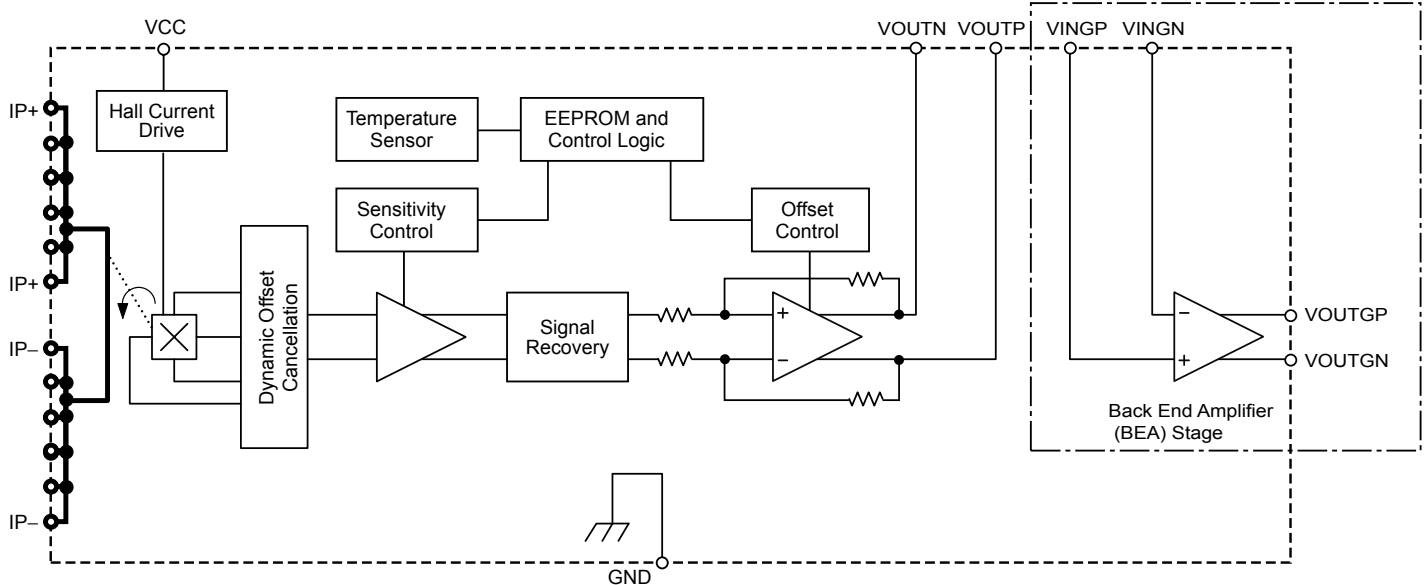 VCC
VOUTN
VOUTP
VINGP
VINGN
IP+
IP+
IP–
IP–
Hall Current
Drive
Temperature
Sensor
EEPROM and
Control Logic
Sensitivity
Control
Offset
Control
Dynamic Offset
Cancellation
Signal
Recovery
+
–
–
+
VOUTGP
VOUTGN
Back End Amplifier
(BEA) Stage
GND